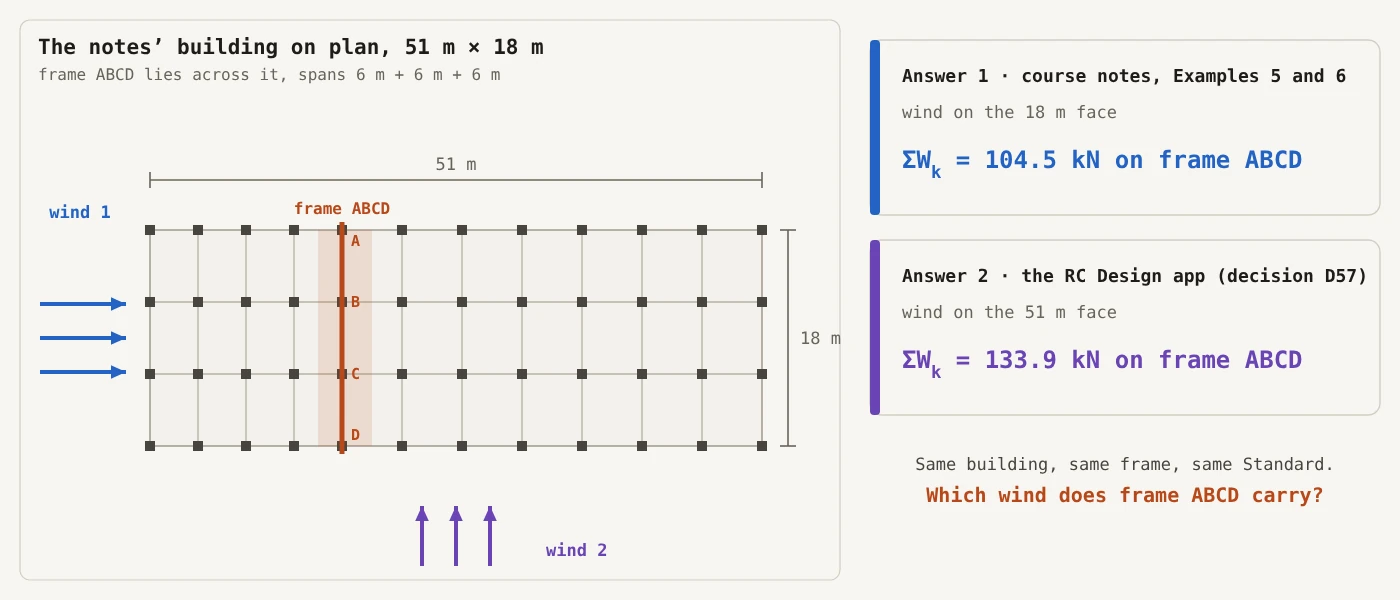 The notes’ building on plan, 51 m × 18 m
frame ABCD lies across it, spans 6 m + 6 m + 6 m
51 m
wind 1
frame ABCD
A
B
C
D
18 m
wind 2
Answer 1 · course notes, Examples 5 and 6
wind on the 18 m face
ΣWk = 104.5 kN on frame ABCD
Answer 2 · the RC Design app (decision D57)
wind on the 51 m face
ΣWk = 133.9 kN on frame ABCD
Same building, same frame, same Standard.
Which wind does frame ABCD carry?